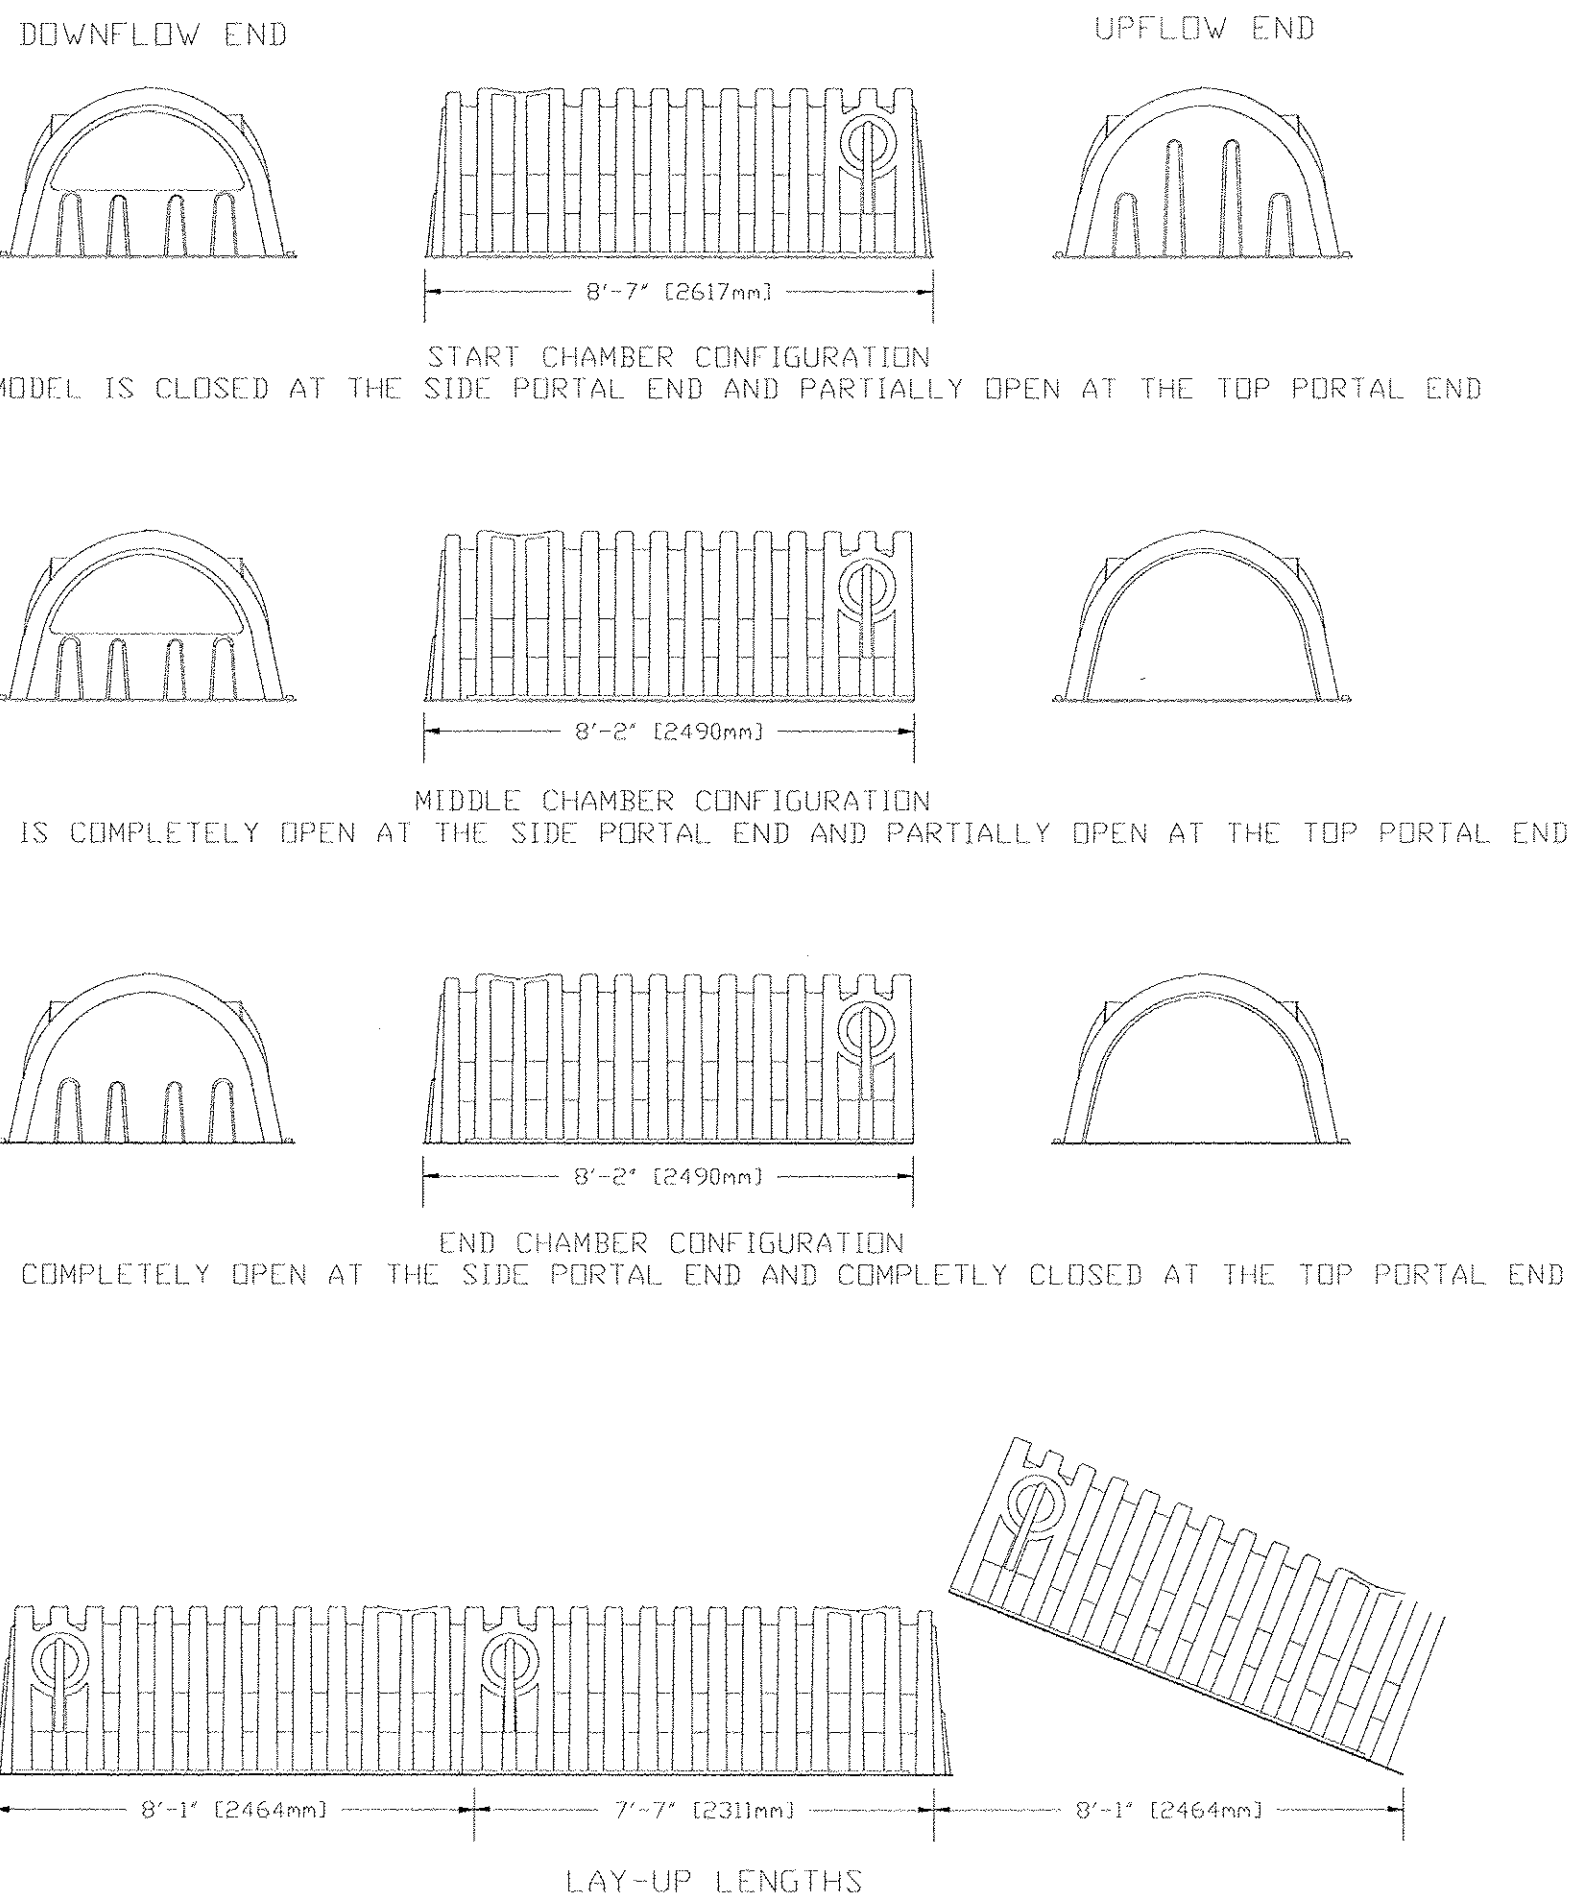 DOWNFLOW END
UPFLOW END
8'-7" [2617mm]
START CHAMBER CONFIGURATION
MODEL IS CLOSED AT THE SIDE PORTAL END AND PARTIALLY OPEN AT THE TOP PORTAL END
8'-2" [2490mm]
MIDDLE CHAMBER CONFIGURATION
IS COMPLETELY OPEN AT THE SIDE PORTAL END AND PARTIALLY OPEN AT THE TOP PORTAL END
8'-2" [2490mm]
END CHAMBER CONFIGURATION
COMPLETELY OPEN AT THE SIDE PORTAL END AND COMPLETLY CLOSED AT THE TOP PORTAL END
8'-1" [2464mm]
7'-7" [2311mm]
8'-1" [2464mm]
LAY-UP LENGTHS